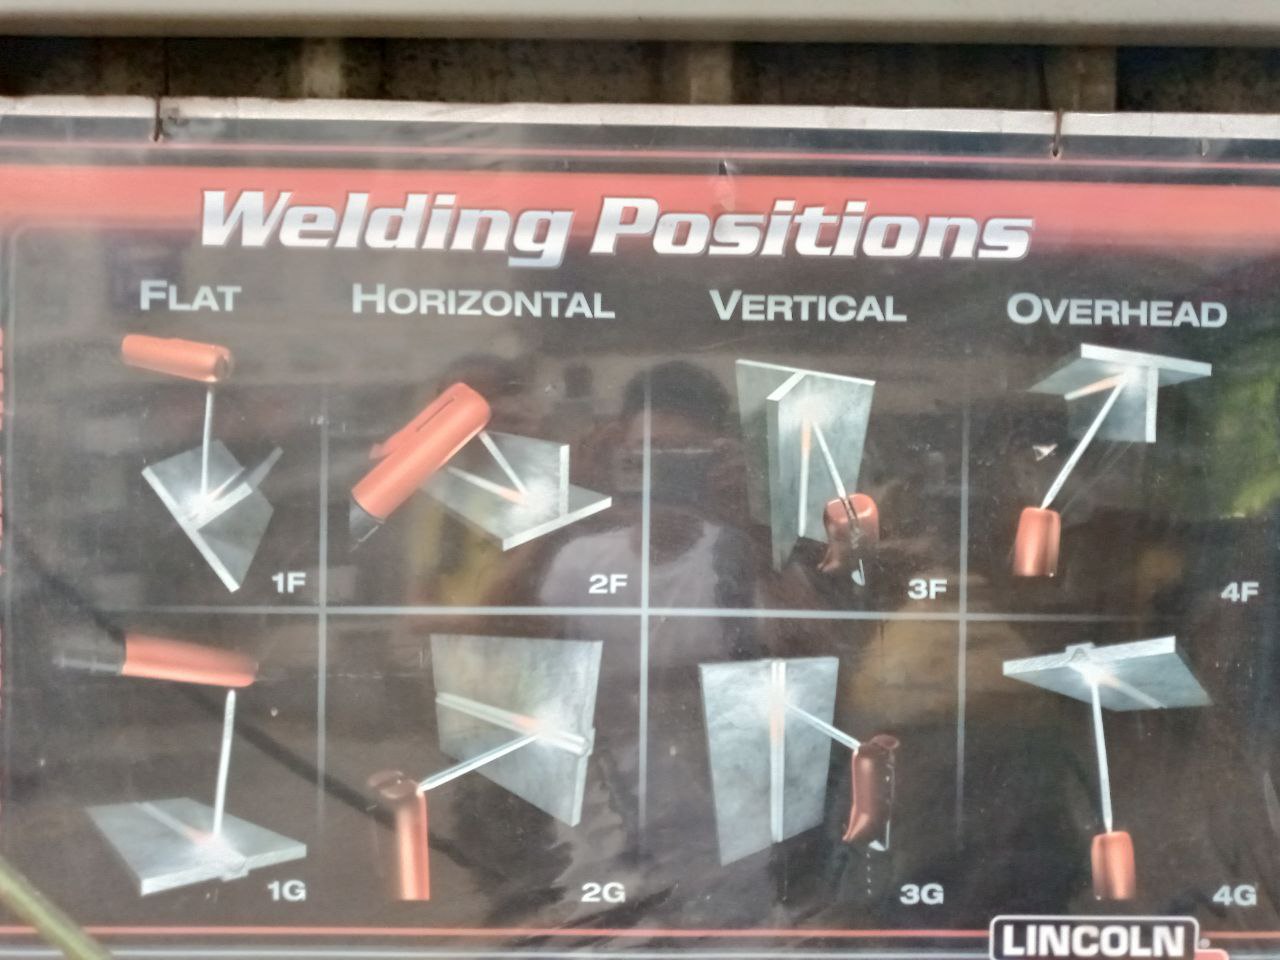 Welding Positions
FLAT HORIZONTAL VERTICAL OVERHEAD
1F 2F 3F 4F
1G 2G 3G 4G
LINCOLN